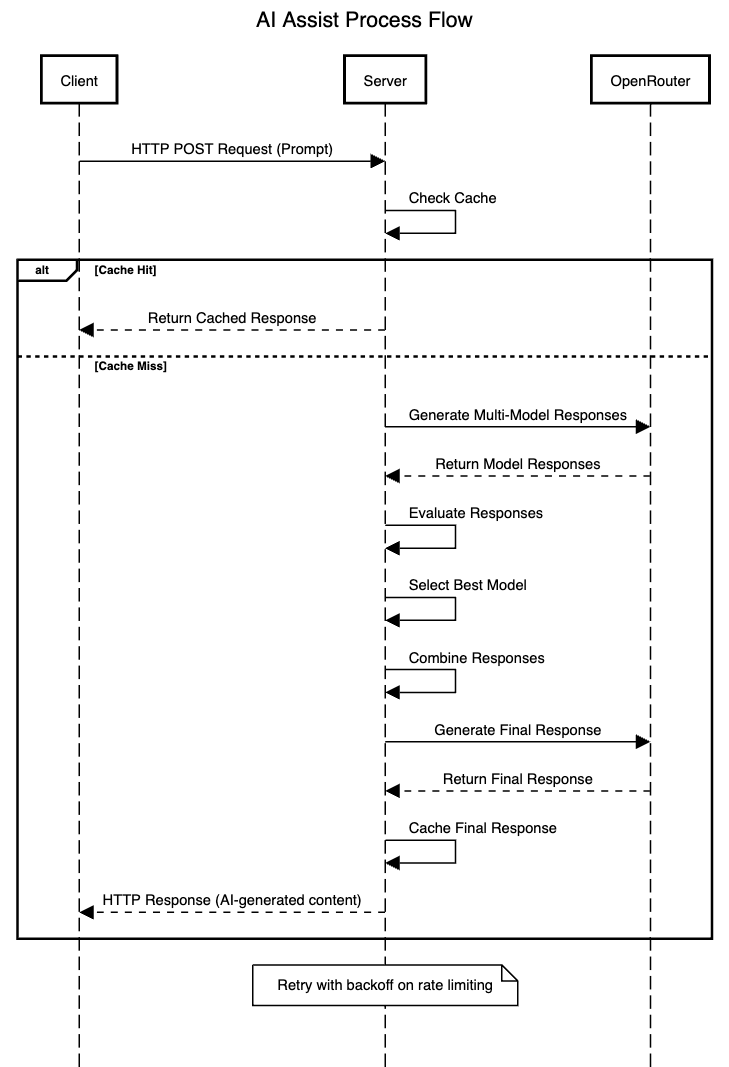 AI Assist Process Flow
Client
Server
OpenRouter
HTTP POST Request (Prompt)
Check Cache
alt
[Cache Hit]
Return Cached Response
[Cache Miss]
Generate Multi-Model Responses
Return Model Responses
Evaluate Responses
Select Best Model
Combine Responses
Generate Final Response
Return Final Response
Cache Final Response
HTTP Response (AI-generated content)
Retry with backoff on rate limiting